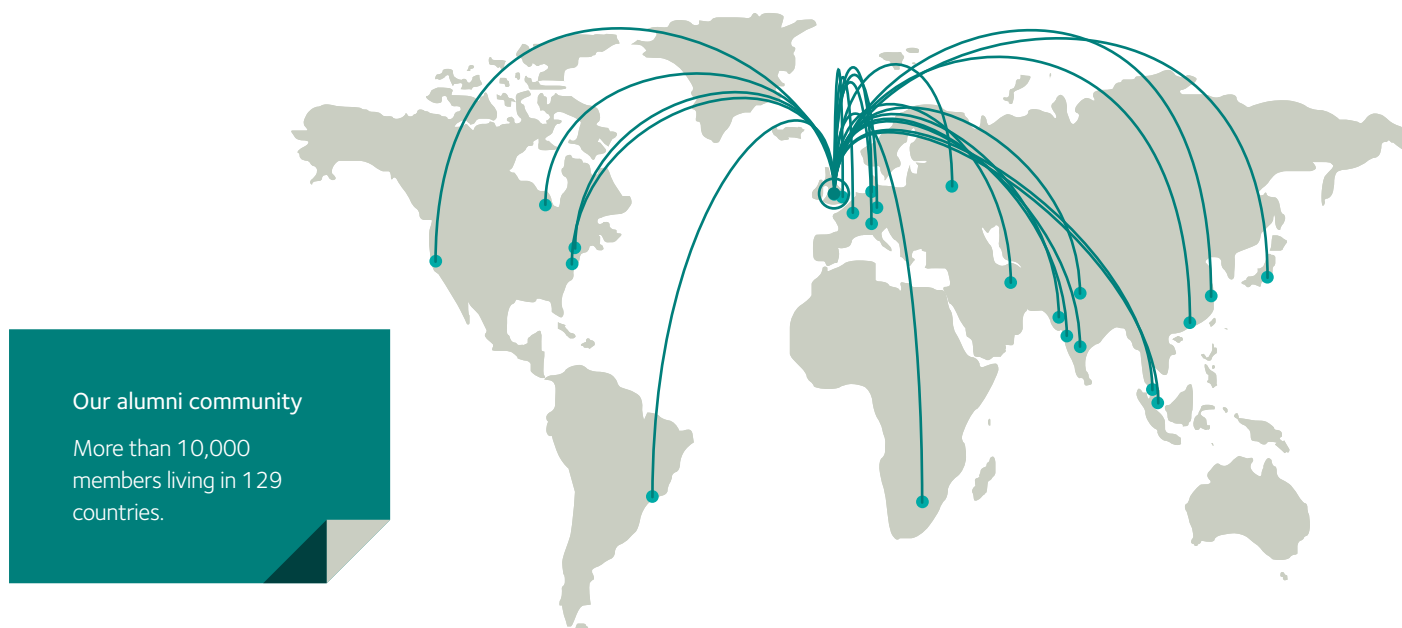 Our alumni community
More than 10,000
members living in 129
countries.